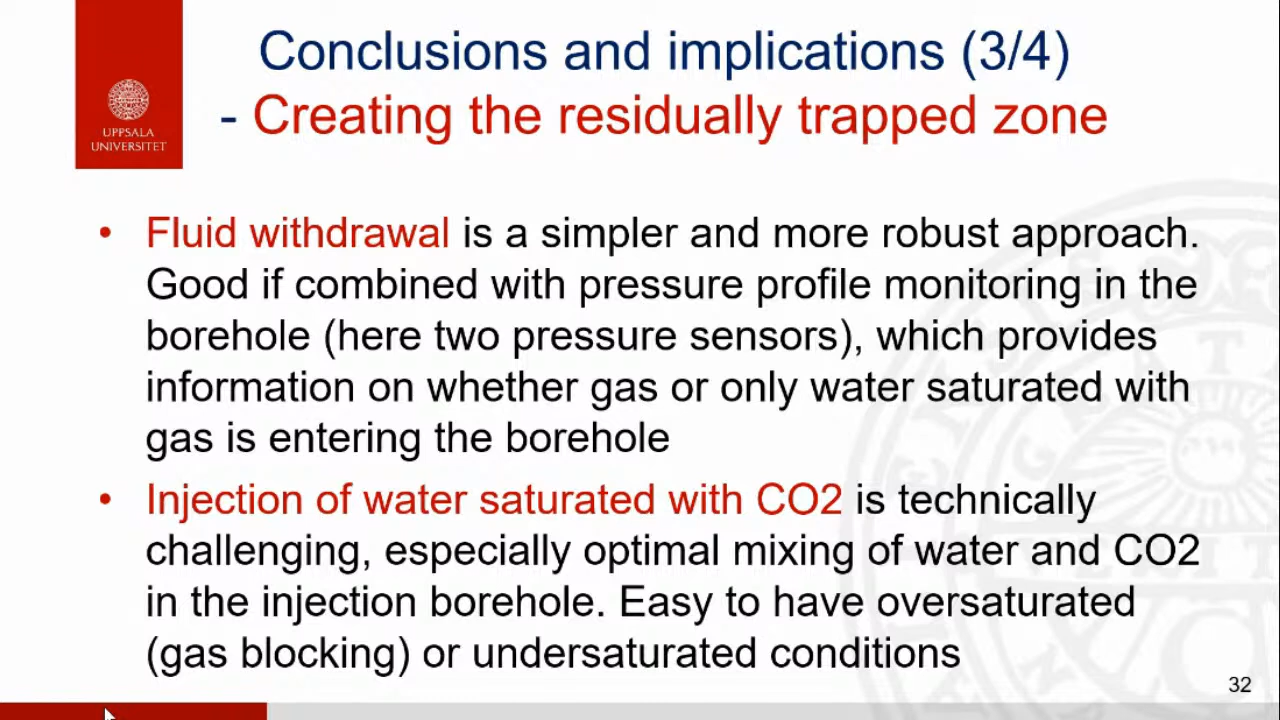 Conclusions and implications (3/4)
- Creating the residually trapped zone
UPPSALA
UNIVERSITET
• Fluid withdrawal is a simpler and more robust approach.
Good if combined with pressure profile monitoring in the
borehole (here two pressure sensors), which provides
information on whether gas or only water saturated with
gas is entering the borehole
• Injection of water saturated with CO2 is technically
challenging, especially optimal mixing of water and CO2
in the injection borehole. Easy to have oversaturated
(gas blocking) or undersaturated conditions
32